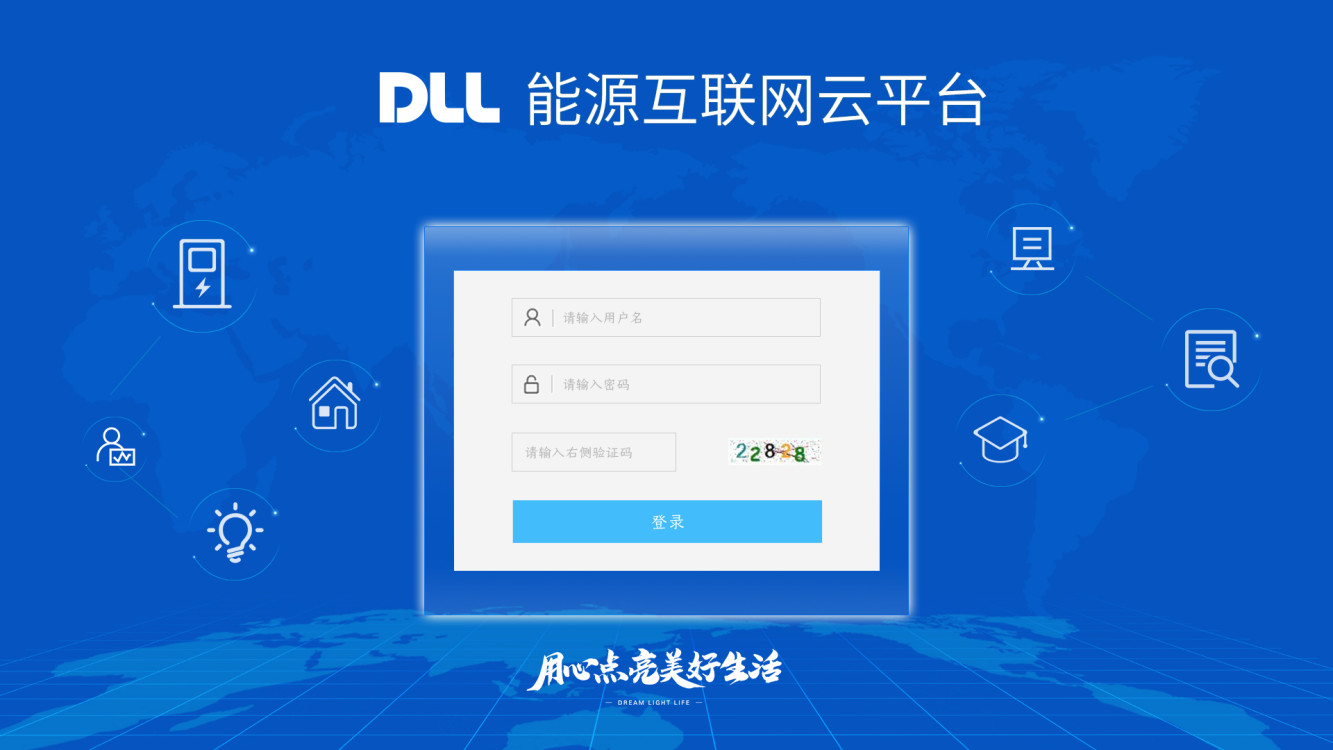 DLL 能源互联网云平台
请输入用户名
请输入密码
请输入右侧验证码 22828
登录
用心点亮美好生活
— DREAM LIGHT LIFE —